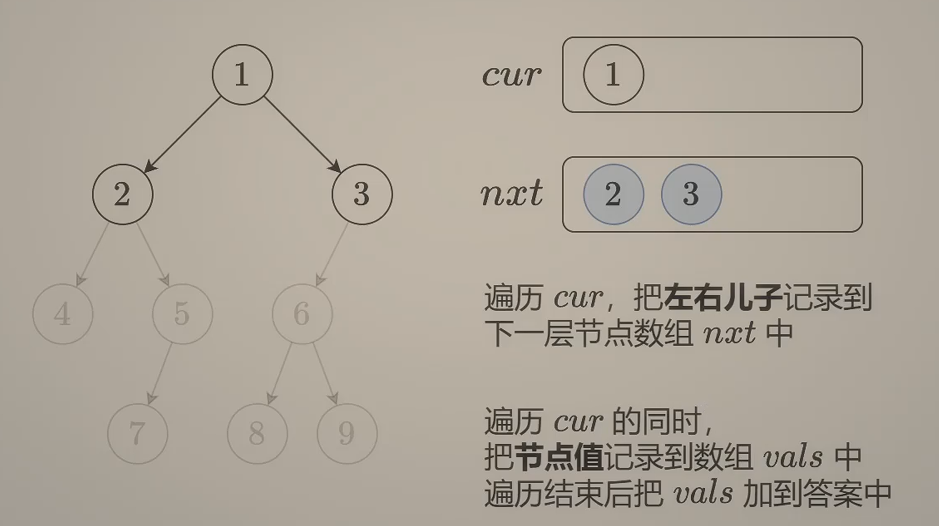 1
cur 1
2 3
nxt 2 3
4 5 6
遍历 cur，把左右儿子记录到
下一层节点数组 nxt 中
7 8 9
遍历 cur 的同时，
把节点值记录到数组 vals 中
遍历结束后把 vals 加到答案中